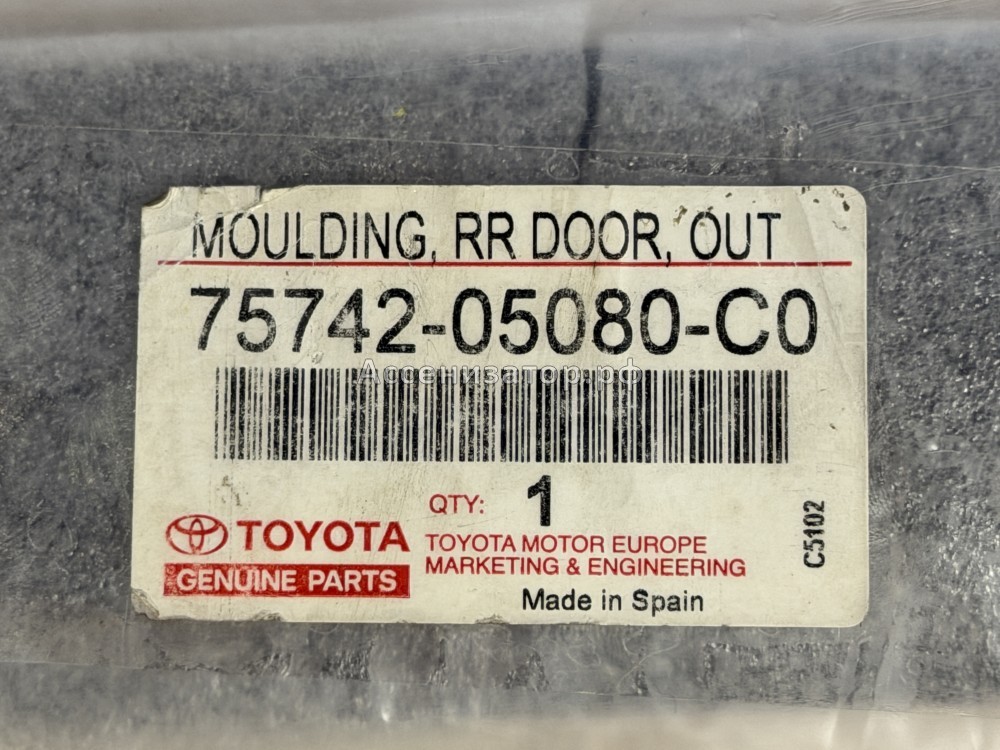 MOULDING, RR DOOR, OUT
75742-05080-C0
Ассенизатор.рф
QTY: 1
C5102
TOYOTA
GENUINE PARTS
TOYOTA MOTOR EUROPE
MARKETING & ENGINEERING
Made in Spain